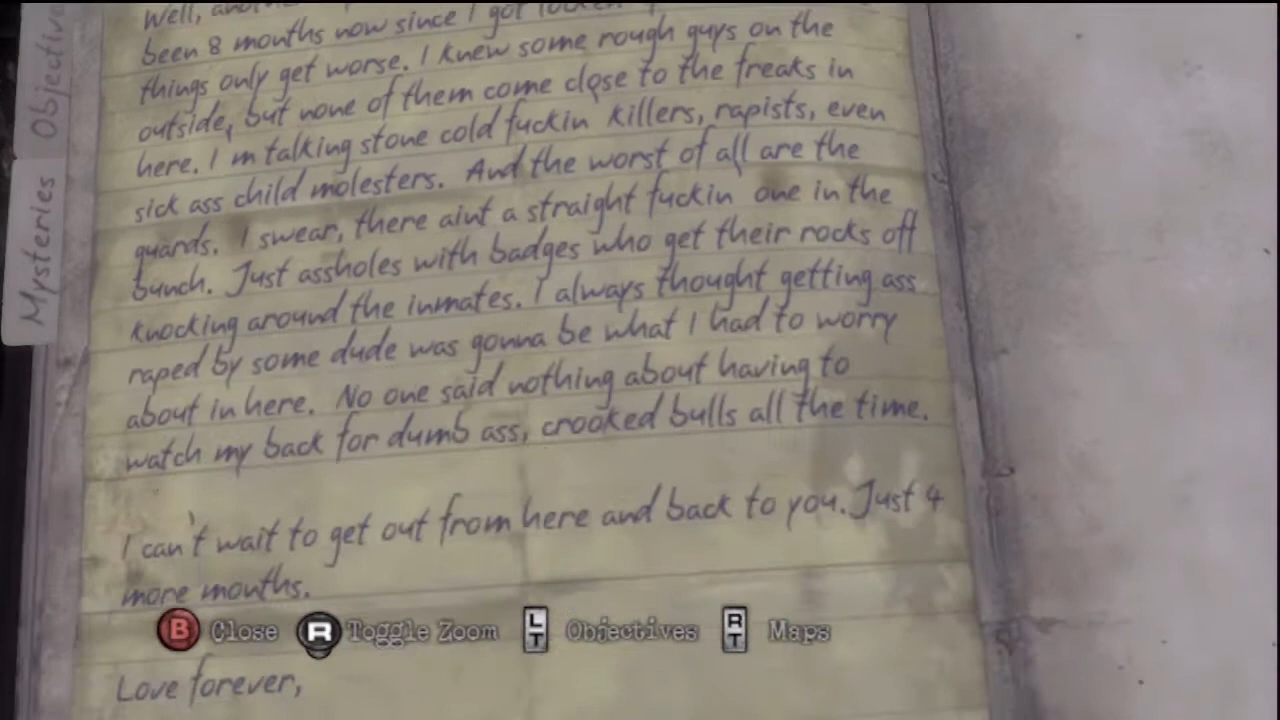 Well,
been 8 months now since I got
things only get worse. I knew some rough guys on the
outside, but none of them come close to the freaks in
here. I'm talking stone cold fuckin killers, rapists, even
sick ass child molesters. And the worst of all are the
guards. I swear, there aint a straight fuckin one in the
bunch. Just assholes with badges who get their rocks off
knocking around the inmates. I always thought getting ass
raped by some dude was gonna be what I had to worry
about in here. No one said nothing about having to
watch my back for dumb ass, crooked bulls all the time.
I can't wait to get out from here and back to you. Just 4
more months.
Love forever,
Objective
Mysteries
B Close R Toggle Zoom LT Objectives RT Maps